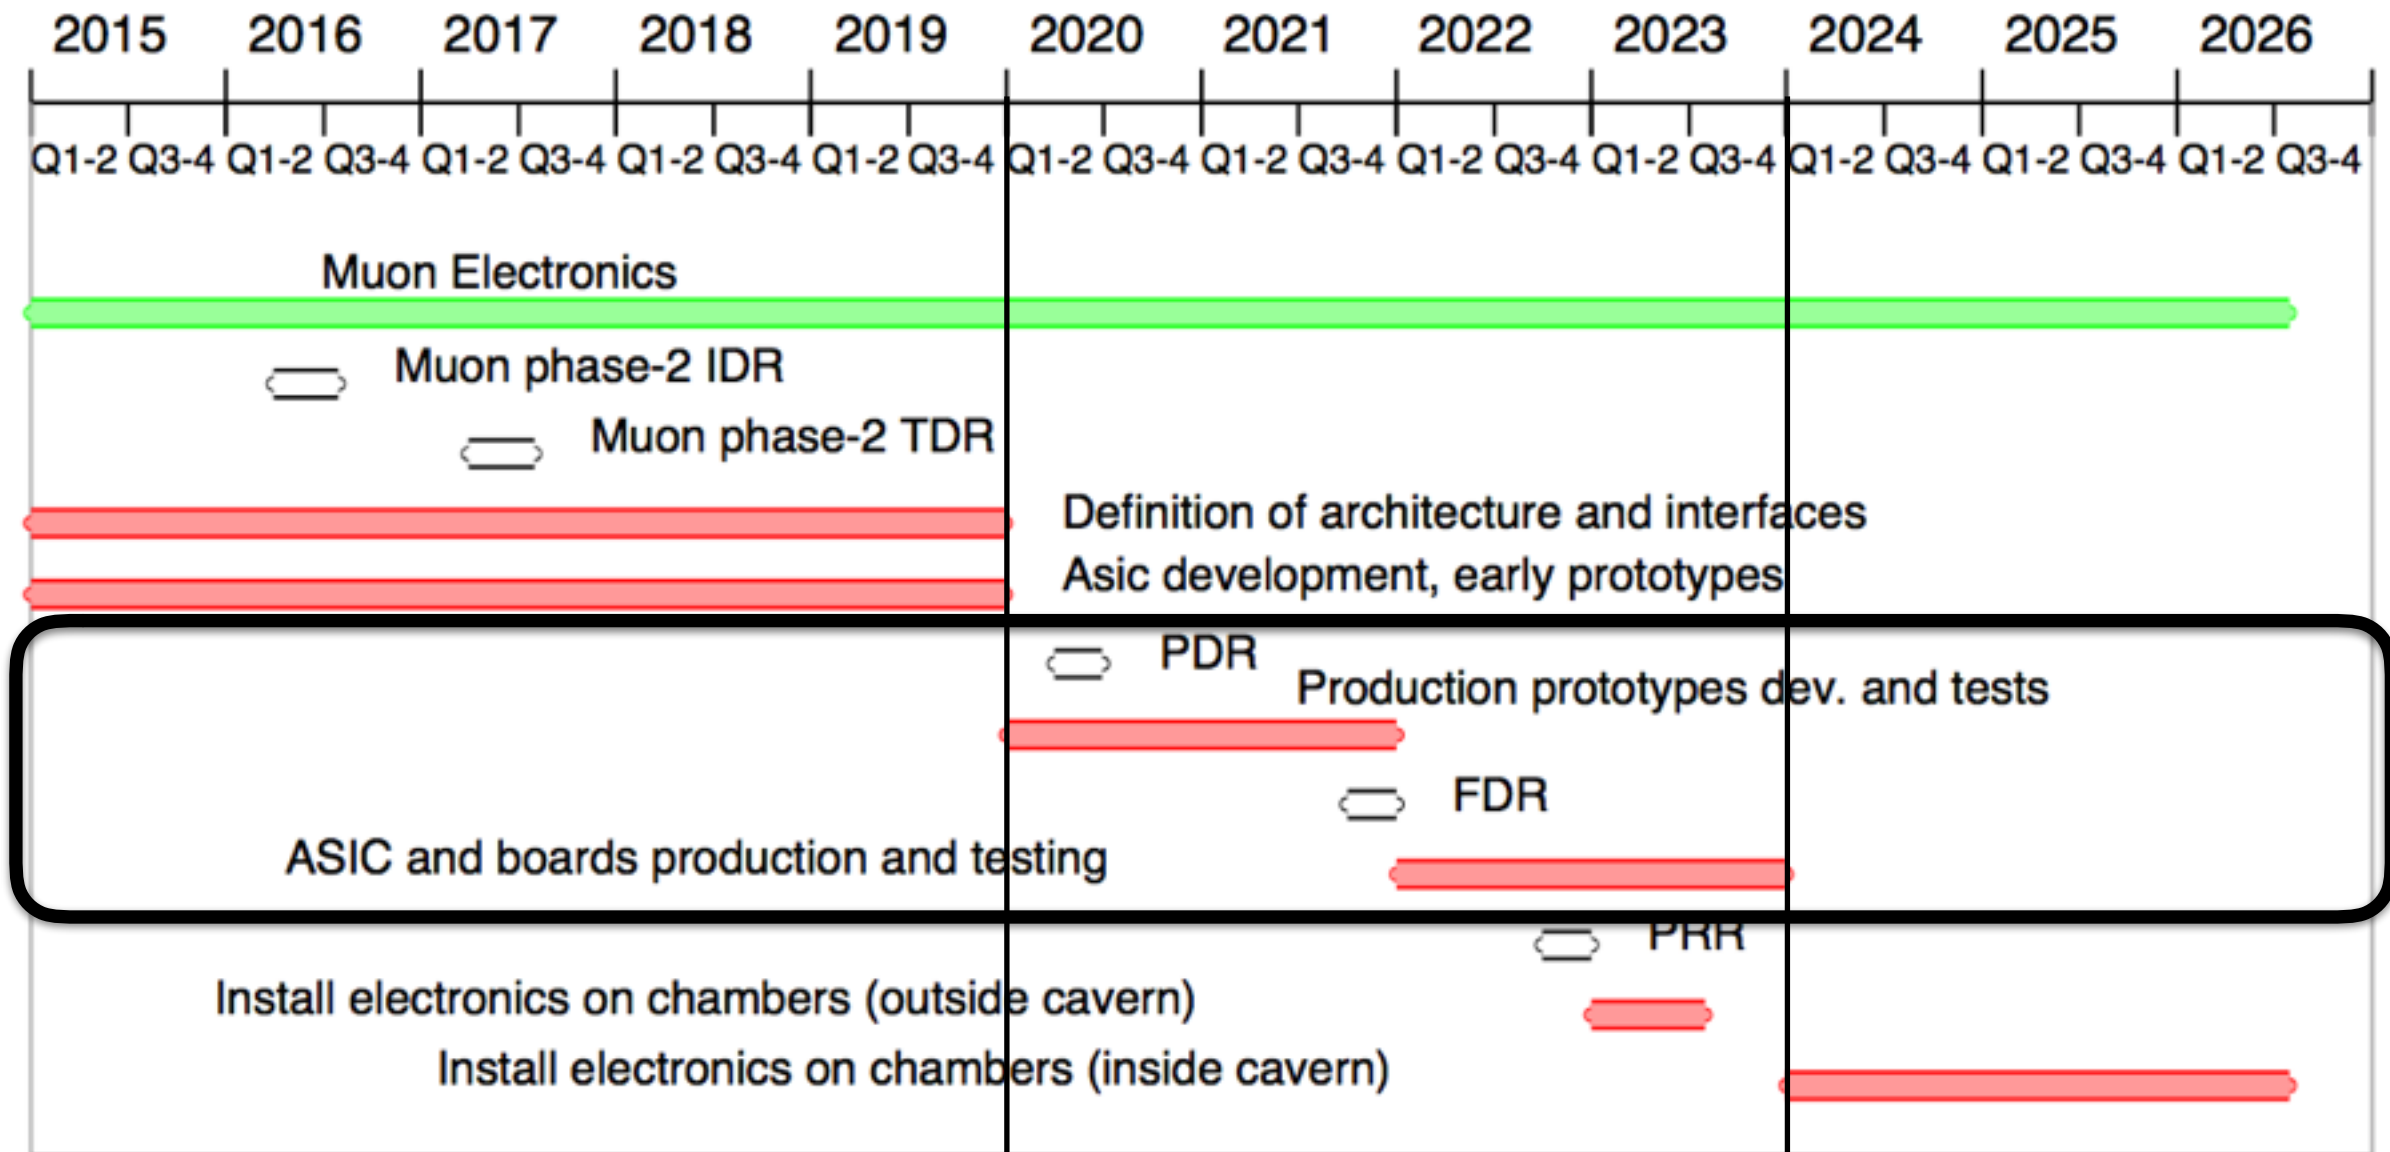 2015 2016 2017 2018 2019 2020 2021 2022 2023 2024 2025 2026
Q1-2 Q3-4 Q1-2 Q3-4 Q1-2 Q3-4 Q1-2 Q3-4 Q1-2 Q3-4 Q1-2 Q3-4 Q1-2 Q3-4 Q1-2 Q3-4 Q1-2 Q3-4 Q1-2 Q3-4 Q1-2 Q3-4 Q1-2 Q3-4
Muon Electronics
Muon phase-2 IDR
Muon phase-2 TDR
Definition of architecture and interfaces
Asic development, early prototypes
PDR
Production prototypes dev. and tests
FDR
ASIC and boards production and testing
PRR
Install electronics on chambers (outside cavern)
Install electronics on chambers (inside cavern)